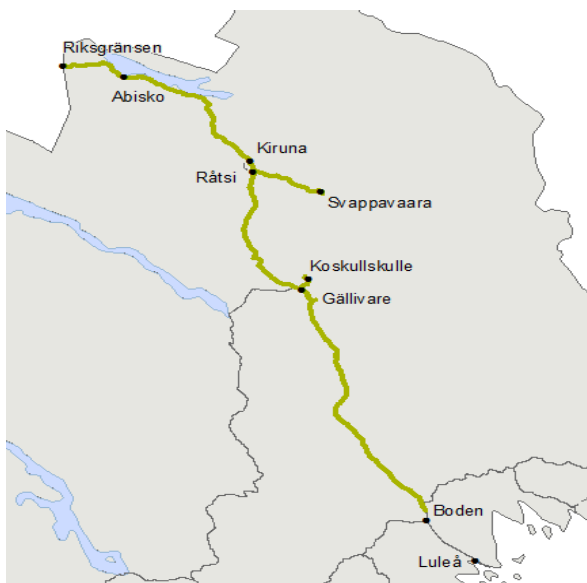 Riksgränsen
Abisko
Kiruna
Råtsi
Svappavaara
Koskullskulle
Gällivare
Boden
Luleå